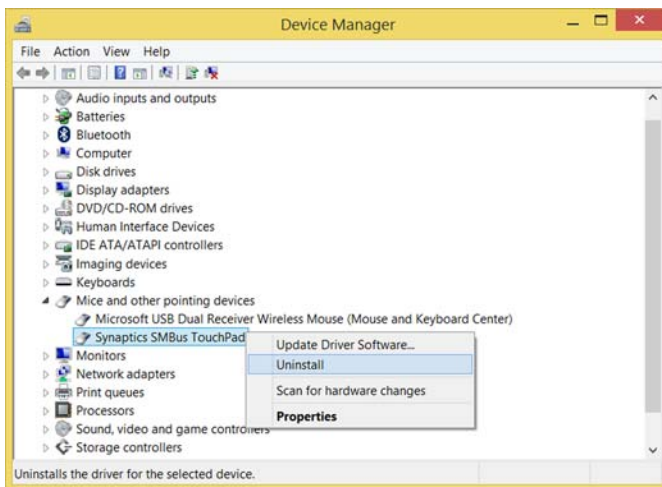 Device Manager
File Action View Help
Audio inputs and outputs
Batteries
Bluetooth
Computer
Disk drives
Display adapters
DVD/CD-ROM drives
Human Interface Devices
IDE ATA/ATAPI controllers
Imaging devices
Keyboards
Mice and other pointing devices
Microsoft USB Dual Receiver Wireless Mouse (Mouse and Keyboard Center)
Synaptics SMBus TouchPad
Update Driver Software...
Uninstall
Scan for hardware changes
Properties
Monitors
Network adapters
Print queues
Processors
Sound, video and game controllers
Storage controllers
Uninstalls the driver for the selected device.